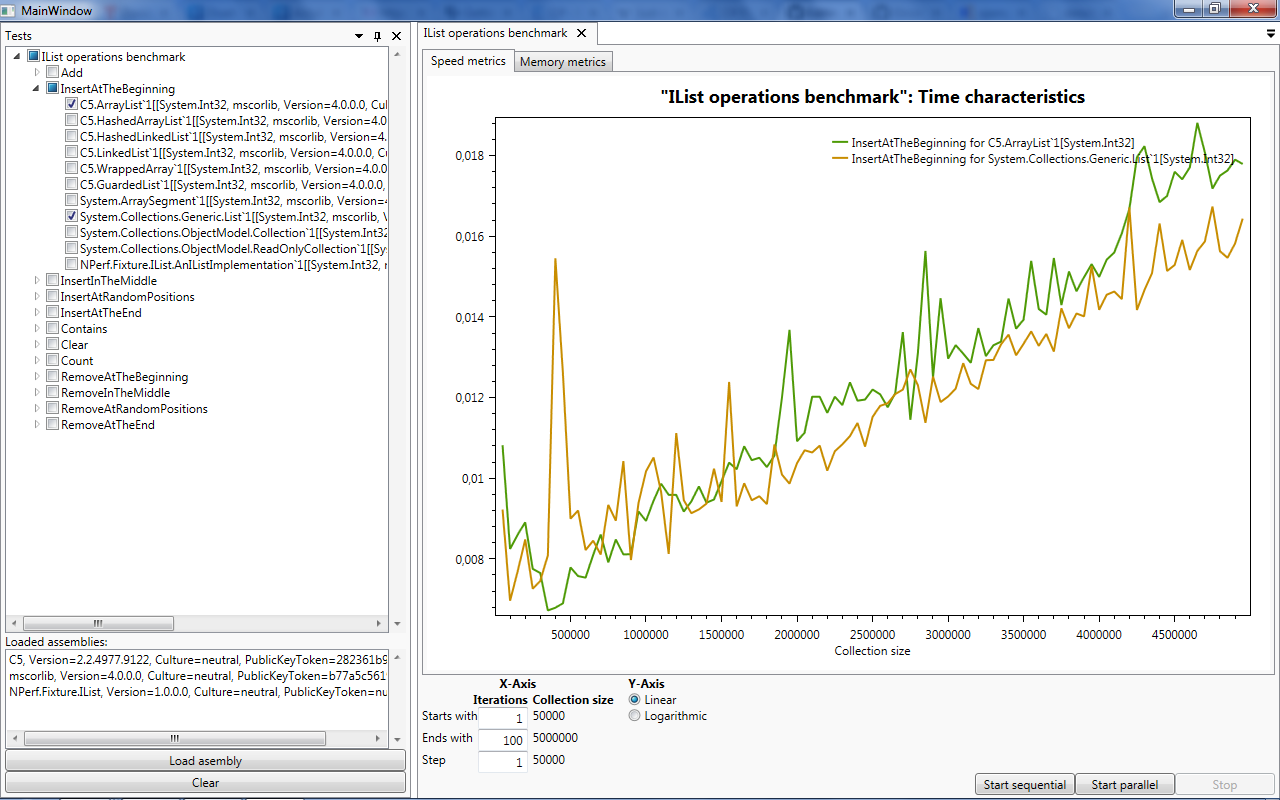 MainWindow
Tests
IList operations benchmark
Add
InsertAtTheBeginning
C5.ArrayList`1[[System.Int32, mscorlib, Version=4.0.0.0, Cul
C5.HashedArrayList`1[[System.Int32, mscorlib, Version=4.0
C5.HashedLinkedList`1[[System.Int32, mscorlib, Version=4.
C5.LinkedList`1[[System.Int32, mscorlib, Version=4.0.0.0, C
C5.WrappedArray`1[[System.Int32, mscorlib, Version=4.0.0
C5.GuardedList`1[[System.Int32, mscorlib, Version=4.0.0.0,
System.ArraySegment`1[[System.Int32, mscorlib, Version=4
System.Collections.Generic.List`1[[System.Int32, mscorlib, V
System.Collections.ObjectModel.Collection`1[[System.Int32
System.Collections.ObjectModel.ReadOnlyCollection`1[[Sy
NPerf.Fixture.IList.AnIListImplementation`1[[System.Int32, r
InsertInTheMiddle
InsertAtRandomPositions
InsertAtTheEnd
Contains
Clear
Count
RemoveAtTheBeginning
RemoveInTheMiddle
RemoveAtRandomPositions
RemoveAtTheEnd
Loaded assemblies:
C5, Version=2.2.4977.9122, Culture=neutral, PublicKeyToken=282361b9
mscorlib, Version=4.0.0.0, Culture=neutral, PublicKeyToken=b77a5c561
NPerf.Fixture.IList, Version=1.0.0.0, Culture=neutral, PublicKeyToken=nu
Load asembly
Clear
IList operations benchmark
Speed metrics Memory metrics
"IList operations benchmark": Time characteristics
InsertAtTheBeginning for C5.ArrayList`1[System.Int32]
InsertAtTheBeginning for System.Collections.Generic.List`1[System.Int32]
0,018
0,016
0,014
0,012
0,01
0,008
500000 1000000 1500000 2000000 2500000 3000000 3500000 4000000 4500000
Collection size
X-Axis Y-Axis
Iterations Collection size Linear
Starts with 1 50000 Logarithmic
Ends with 100 5000000
Step 1 50000
Start sequential Start parallel Stop